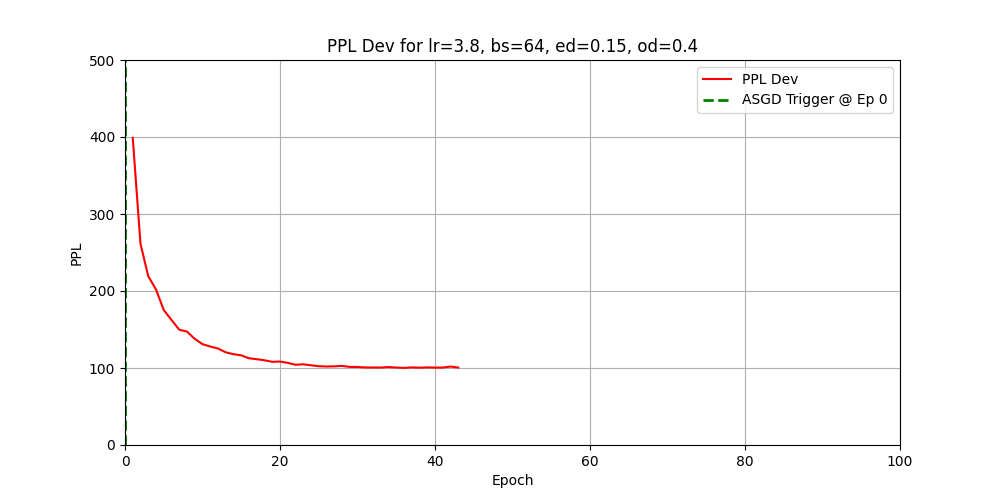 PPL Dev for lr=3.8, bs=64, ed=0.15, od=0.4
PPL Dev
ASGD Trigger @ Ep 0
500
400
300
200
100
0
PPL
0 20 40 60 80 100
Epoch